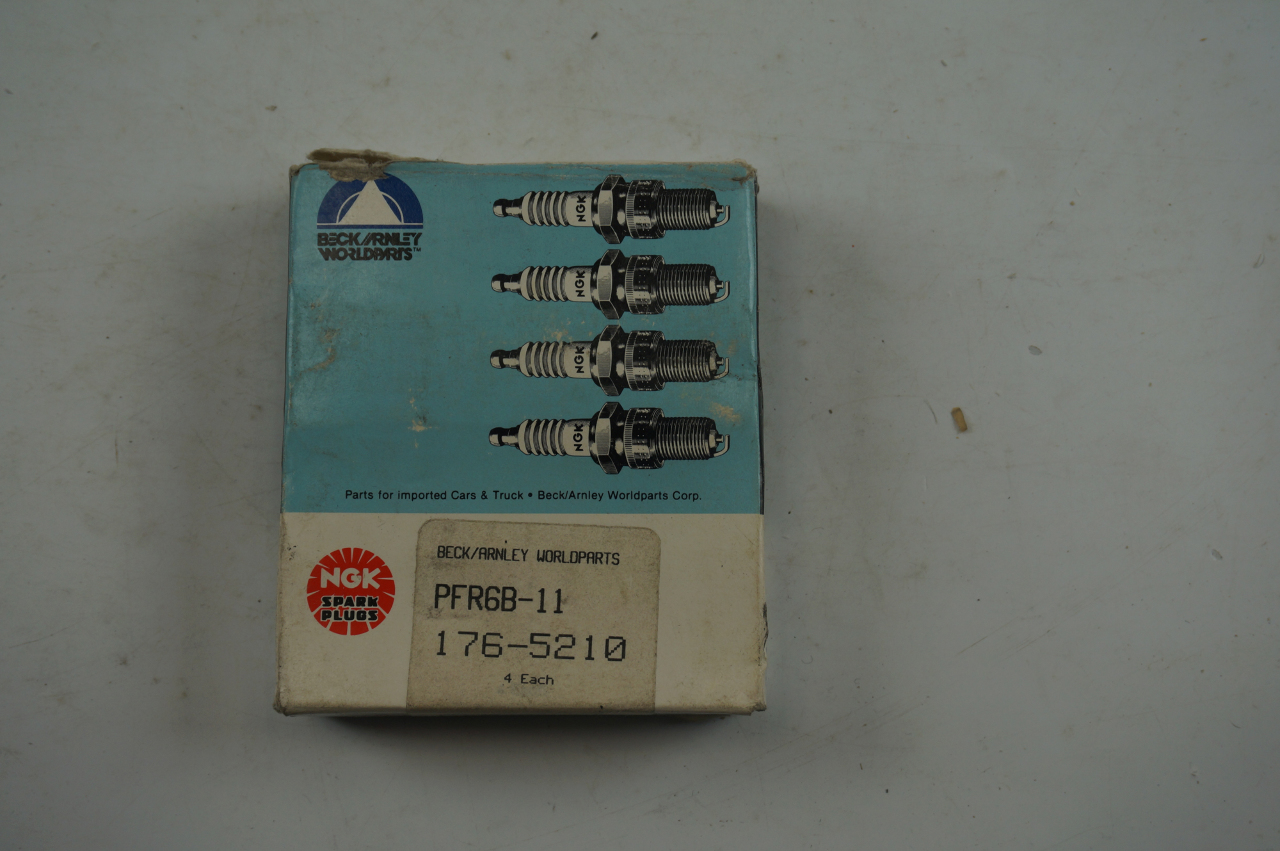 BECK/ARNLEY
WORLDPARTS™
NGK
NGK
NGK
NGK
Parts for imported Cars & Truck • Beck/Arnley Worldparts Corp.
NGK
SPARK
PLUGS
BECK/ARNLEY WORLDPARTS
PFR6B-11
176-5210
4 Each